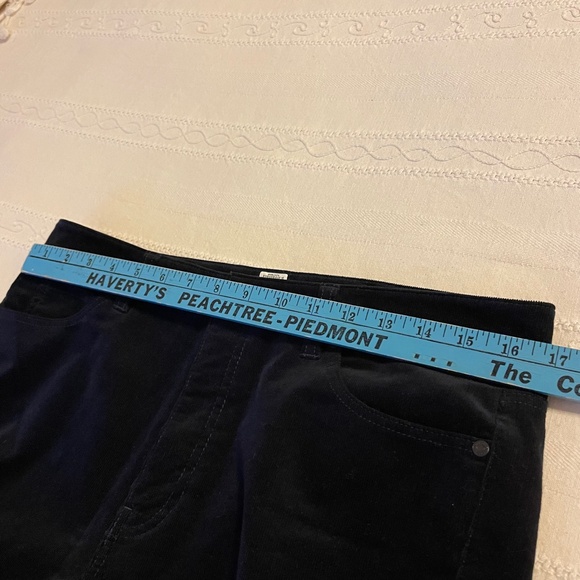 1 2 3 4 5 6 7 8 9 10 11 12 13 14 15 16 17
HAVERTY'S PEACHTREE-PIEDMONT ... The Co